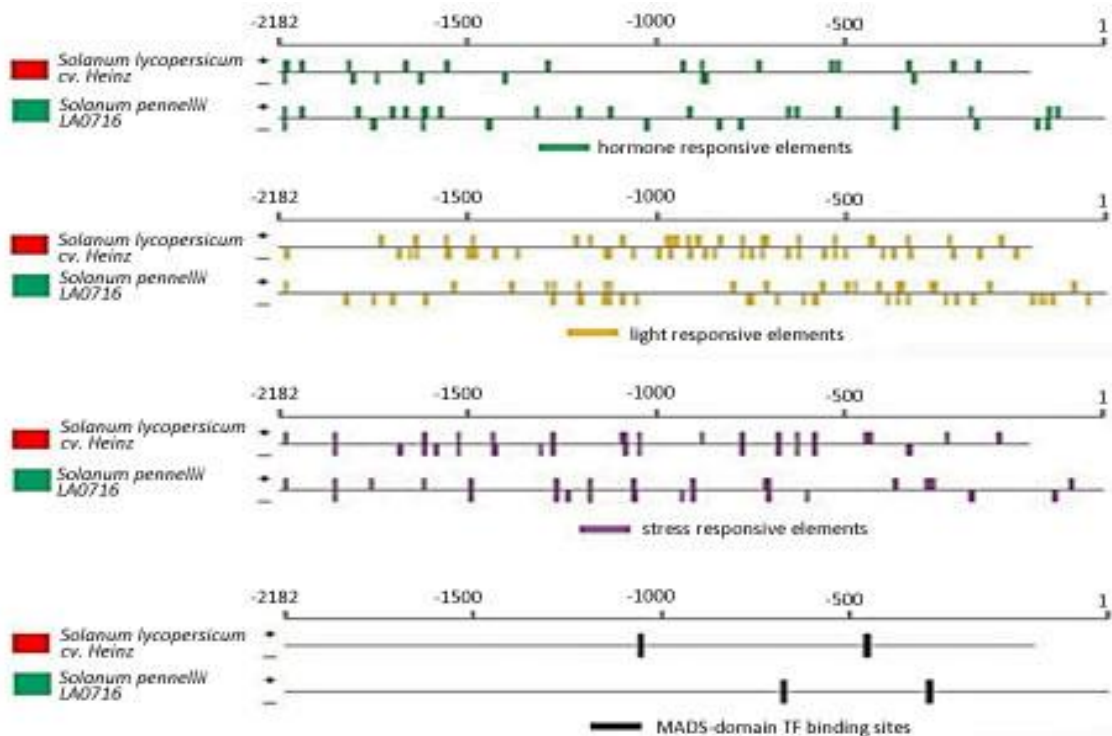 -2182 -1500 -1000 -500 1
Solanum lycopersicum +
cv. Heinz −
Solanum pennellii +
LA0716 −
hormone responsive elements
-2182 -1500 -1000 -500 1
Solanum lycopersicum +
cv. Heinz −
Solanum pennellii +
LA0716 −
light responsive elements
-2182 -1500 -1000 -500 1
Solanum lycopersicum +
cv. Heinz −
Solanum pennellii +
LA0716 −
stress responsive elements
-2182 -1500 -1000 -500 1
Solanum lycopersicum +
cv. Heinz −
Solanum pennellii +
LA0716 −
MADS-domain TF binding sites